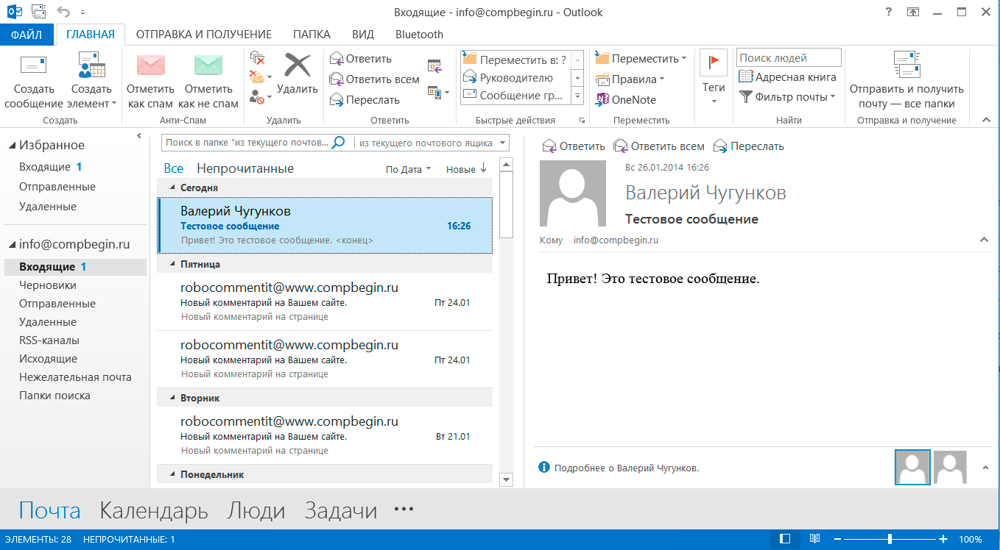 Входящие - info@compbegin.ru - Outlook
ФАЙЛ ГЛАВНАЯ ОТПРАВКА И ПОЛУЧЕНИЕ ПАПКА ВИД Bluetooth
Создать сообщение
Создать элемент
Создать
Отметить как спам
Отметить как не спам
Анти-Спам
Удалить
Удалить
Ответить
Ответить всем
Переслать
Ответить
Переместить в: ?
Руководителю
Сообщение гр...
Быстрые действия
Переместить
Правила
OneNote
Переместить
Теги
Поиск людей
Адресная книга
Фильтр почты
Найти
Отправить и получить
почту — все папки
Отправка и получение
Избранное
Входящие 1
Отправленные
Удаленные
info@compbegin.ru
Входящие 1
Черновики
Отправленные
Удаленные
RSS-каналы
Исходящие
Нежелательная почта
Папки поиска
Поиск в папке "из текущего почтов... из текущего почтового ящика
Все Непрочитанные По Дата Новые
Сегодня
Валерий Чугунков
Тестовое сообщение 16:26
Привет! Это тестовое сообщение. <конец>
Пятница
robocommentit@www.compbegin.ru
Новый комментарий на Вашем сайте. Пт 24.01
Новый комментарий на странице
robocommentit@www.compbegin.ru
Новый комментарий на Вашем сайте. Пт 24.01
Новый комментарий на странице
Вторник
robocommentit@www.compbegin.ru
Новый комментарий на Вашем сайте. Вт 21.01
Новый комментарий на странице
Понедельник
Ответить Ответить всем Переслать
Вс 26.01.2014 16:26
Валерий Чугунков
Тестовое сообщение
Кому info@compbegin.ru
Привет! Это тестовое сообщение.
Подробнее о Валерий Чугунков.
Почта Календарь Люди Задачи ···
ЭЛЕМЕНТЫ: 28 НЕПРОЧИТАННЫЕ: 1 100%